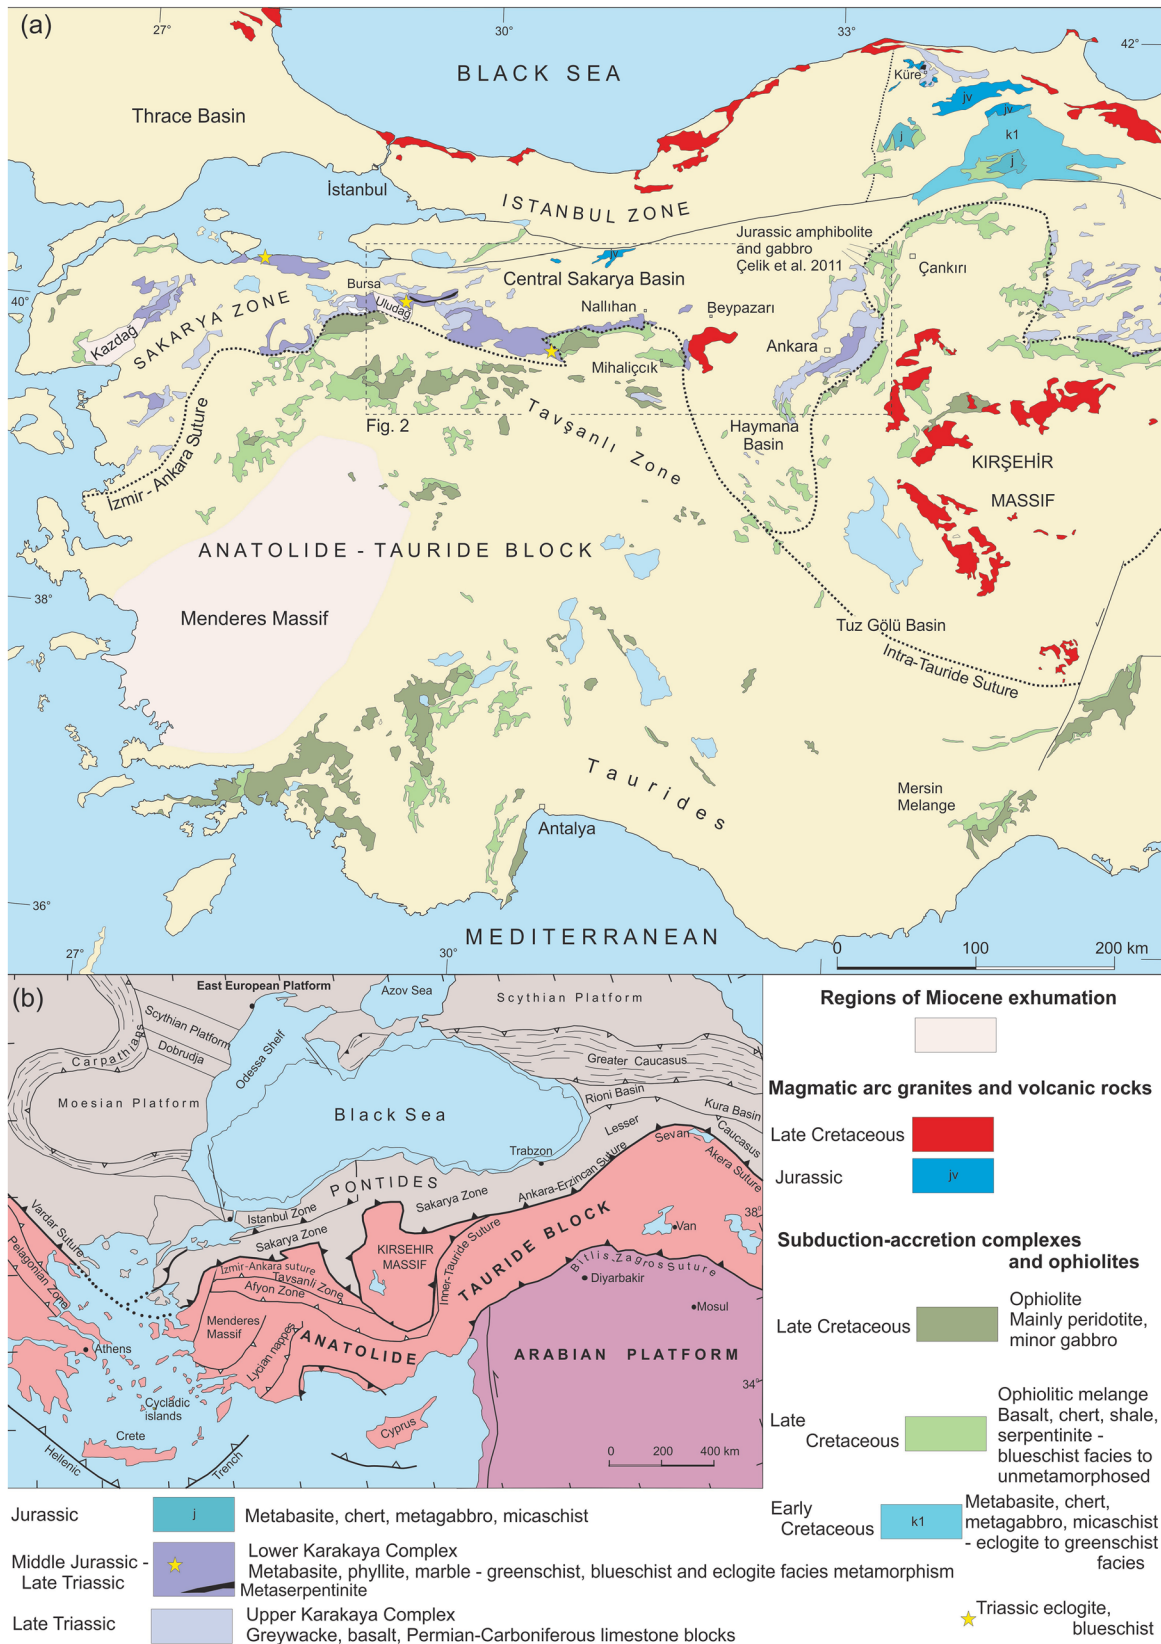 (a)
27°
30°
33°
42°
BLACK SEA
Küre
jv
jv
k1
j
j
Thrace Basin
İstanbul
ISTANBUL ZONE
Jurassic amphibolite
and gabbro
Çelik et al. 2011
Çankırı
jv
Central Sakarya Basin
40°
SAKARYA ZONE
Bursa
Uludağ
Nallıhan
Beypazarı
Kazdağ
Ankara
Mihalıççık
Fig. 2
Tavşanlı Zone
Haymana
Basin
İzmir - Ankara Suture
KIRŞEHİR
MASSIF
ANATOLIDE - TAURIDE BLOCK
38°
Menderes Massif
Tuz Gölü Basin
Intra-Tauride Suture
Taurides
Mersin
Melange
Antalya
36°
MEDITERRANEAN
27°
30°
0 100 200 km
(b)
East European Platform
Azov Sea
Scythian Platform
Scythian Platform
Dobrudja
Odessa Shelf
Carpathians
Greater Caucasus
Moesian Platform
Rioni Basin
Kura Basin
Black Sea
Lesser
Caucasus
Sevan
Akera Suture
Trabzon
PONTIDES
Sakarya Zone
Ankara-Erzincan Suture
Vardar Suture
Istanbul Zone
Sakarya Zone
38°
Van
Pelagonian Zone
KIRSEHIR
MASSIF
Inner-Tauride Suture
TAURIDE BLOCK
Izmir-Ankara suture
Tavsanli Zone
Afyon Zone
Bitlis-Zagros Suture
Diyarbakir
Mosul
Menderes
Massif
Lycian nappes
ANATOLIDE
Athens
ARABIAN PLATFORM
34°
Cycladic
islands
Crete
Cyprus
Hellenic
Trench
0 200 400 km
Regions of Miocene exhumation
Magmatic arc granites and volcanic rocks
Late Cretaceous
Jurassic
jv
Subduction-accretion complexes
and ophiolites
Late Cretaceous
Ophiolite
Mainly peridotite,
minor gabbro
Late
Cretaceous
Ophiolitic melange
Basalt, chert, shale,
serpentinite -
blueschist facies to
unmetamorphosed
Early
Cretaceous
k1
Metabasite, chert,
metagabbro, micaschist
- eclogite to greenschist
facies
Triassic eclogite,
blueschist
Jurassic
j
Metabasite, chert, metagabbro, micaschist
Middle Jurassic -
Late Triassic
Lower Karakaya Complex
Metabasite, phyllite, marble - greenschist, blueschist and eclogite facies metamorphism
Metaserpentinite
Late Triassic
Upper Karakaya Complex
Greywacke, basalt, Permian-Carboniferous limestone blocks